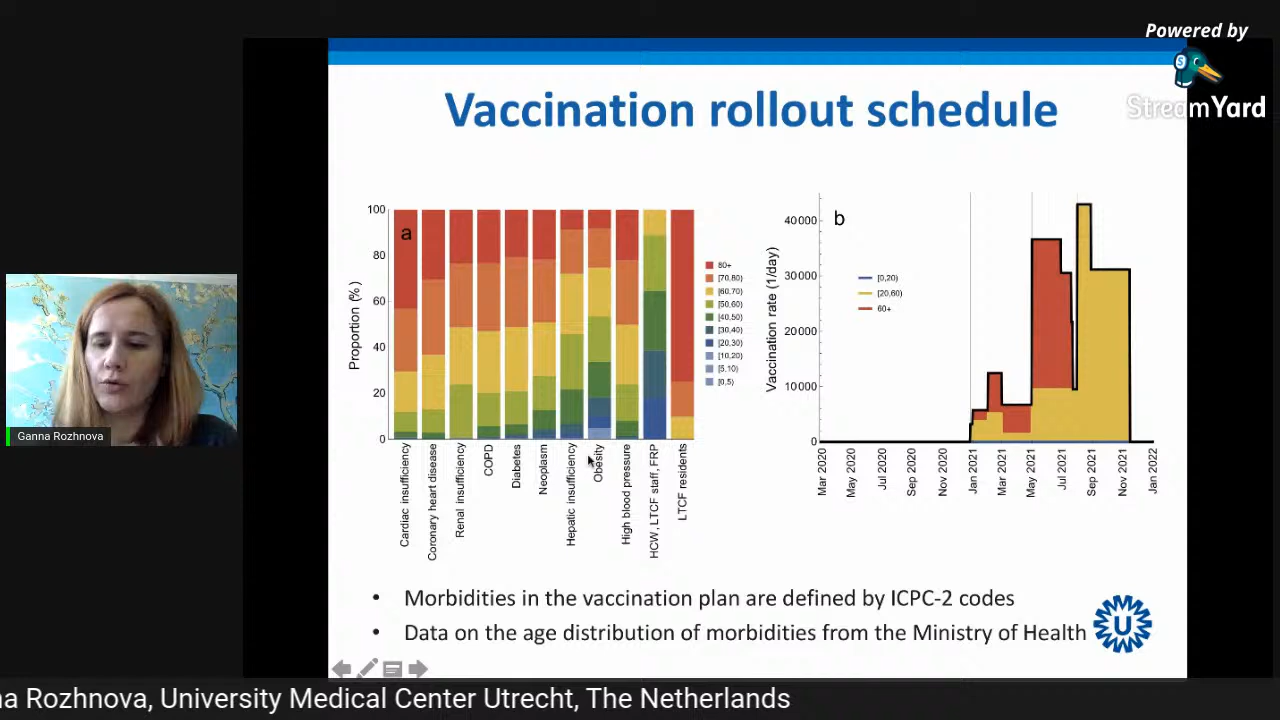 Powered by
StreamYard
Vaccination rollout schedule
a
Proportion (%)
100
80
60
40
20
0
Cardiac insufficiency
Coronary heart disease
Renal insufficiency
COPD
Diabetes
Neoplasm
Hepatic insufficiency
Obesity
High blood pressure
HCW, LTCF staff, FRP
LTCF residents
80+
[70,80)
[60,70)
[50,60)
[40,50)
[30,40)
[20,30)
[10,20)
[5,10)
[0,5)
b
Vaccination rate (1/day)
40000
30000
20000
10000
0
[0,20)
[20,60)
60+
Mar 2020
May 2020
Jul 2020
Sep 2020
Nov 2020
Jan 2021
Mar 2021
May 2021
Jul 2021
Sep 2021
Nov 2021
Jan 2022
• Morbidities in the vaccination plan are defined by ICPC-2 codes
• Data on the age distribution of morbidities from the Ministry of Health
U
Ganna Rozhnova
na Rozhnova, University Medical Center Utrecht, The Netherlands